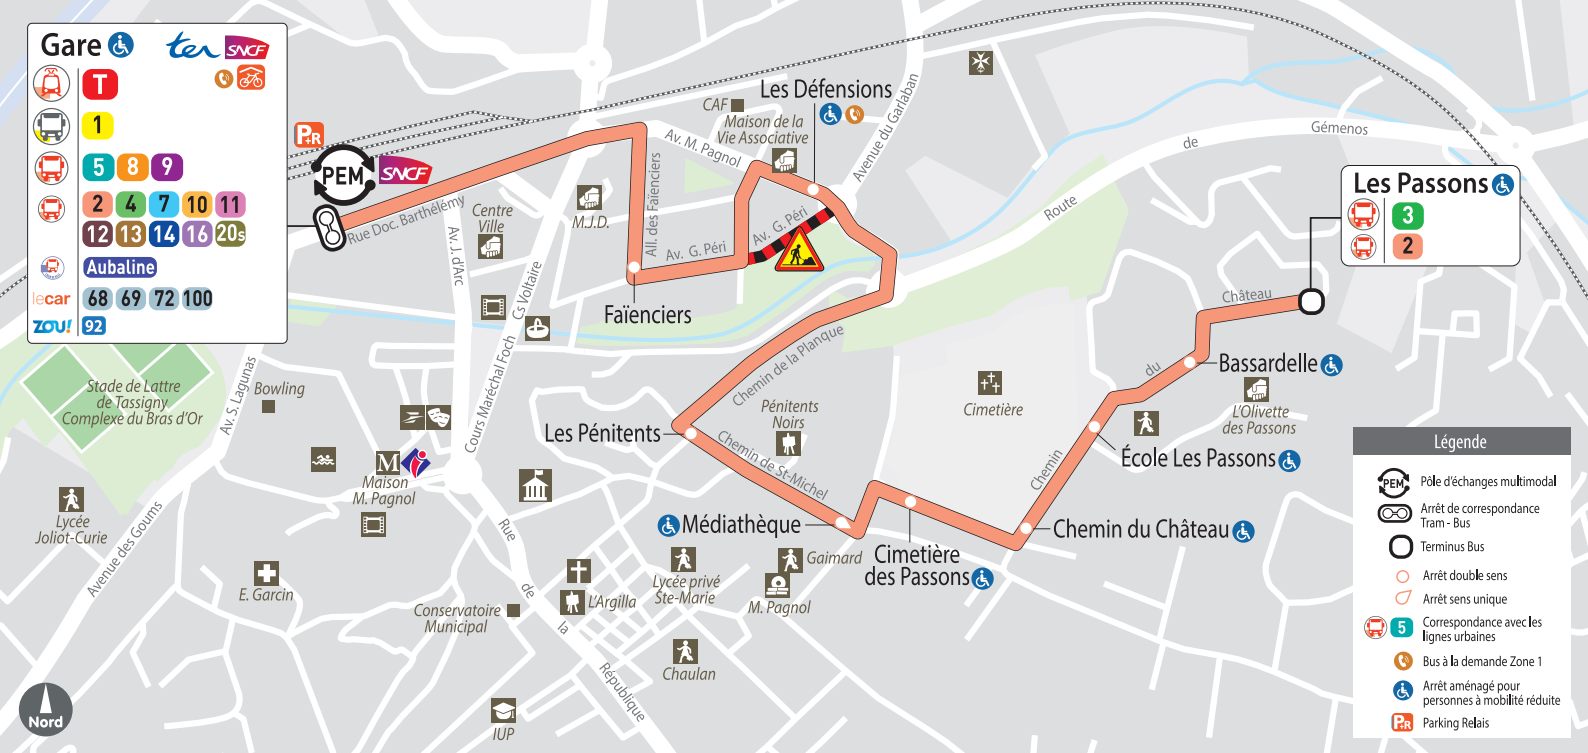 Gare
ter SNCF
T
1
5 8 9
2 4 7 10 11
12 13 14 16 20s
Aubaline
lecar 68 69 72 100
ZOU! 92
P+R
PEM SNCF
Rue Doc. Barthélémy
Av. J. d'Arc
Centre
Ville
M.J.D.
All. des Faïenciers
Av. G. Péri
Av. G. Péri
Av. M. Pagnol
CAF
Maison de la
Vie Associative
Les Défensions
Avenue du Garlaban
Route
de
Gémenos
Les Passons
3
2
Faïenciers
Cs Voltaire
Cours Maréchal Foch
Chemin de la Planque
Château
du
Bassardelle
L'Olivette
des Passons
Stade de Lattre
de Tassigny
Complexe du Bras d'Or
Av. S. Lagunas
Bowling
M
Maison
M. Pagnol
Les Pénitents
Pénitents
Noirs
Chemin de St-Michel
Cimetière
École Les Passons
Chemin
Médiathèque
Cimetière
des Passons
Chemin du Château
Lycée
Joliot-Curie
Avenue des Goums
E. Garcin
Rue
de
la
République
Conservatoire
Municipal
L'Argilla
Lycée privé
Ste-Marie
Gaimard
M. Pagnol
Chaulan
IUP
Nord
Légende
PEM Pôle d'échanges multimodal
Arrêt de correspondance
Tram - Bus
Terminus Bus
Arrêt double sens
Arrêt sens unique
5 Correspondance avec les
lignes urbaines
Bus à la demande Zone 1
Arrêt aménagé pour
personnes à mobilité réduite
P+R Parking Relais